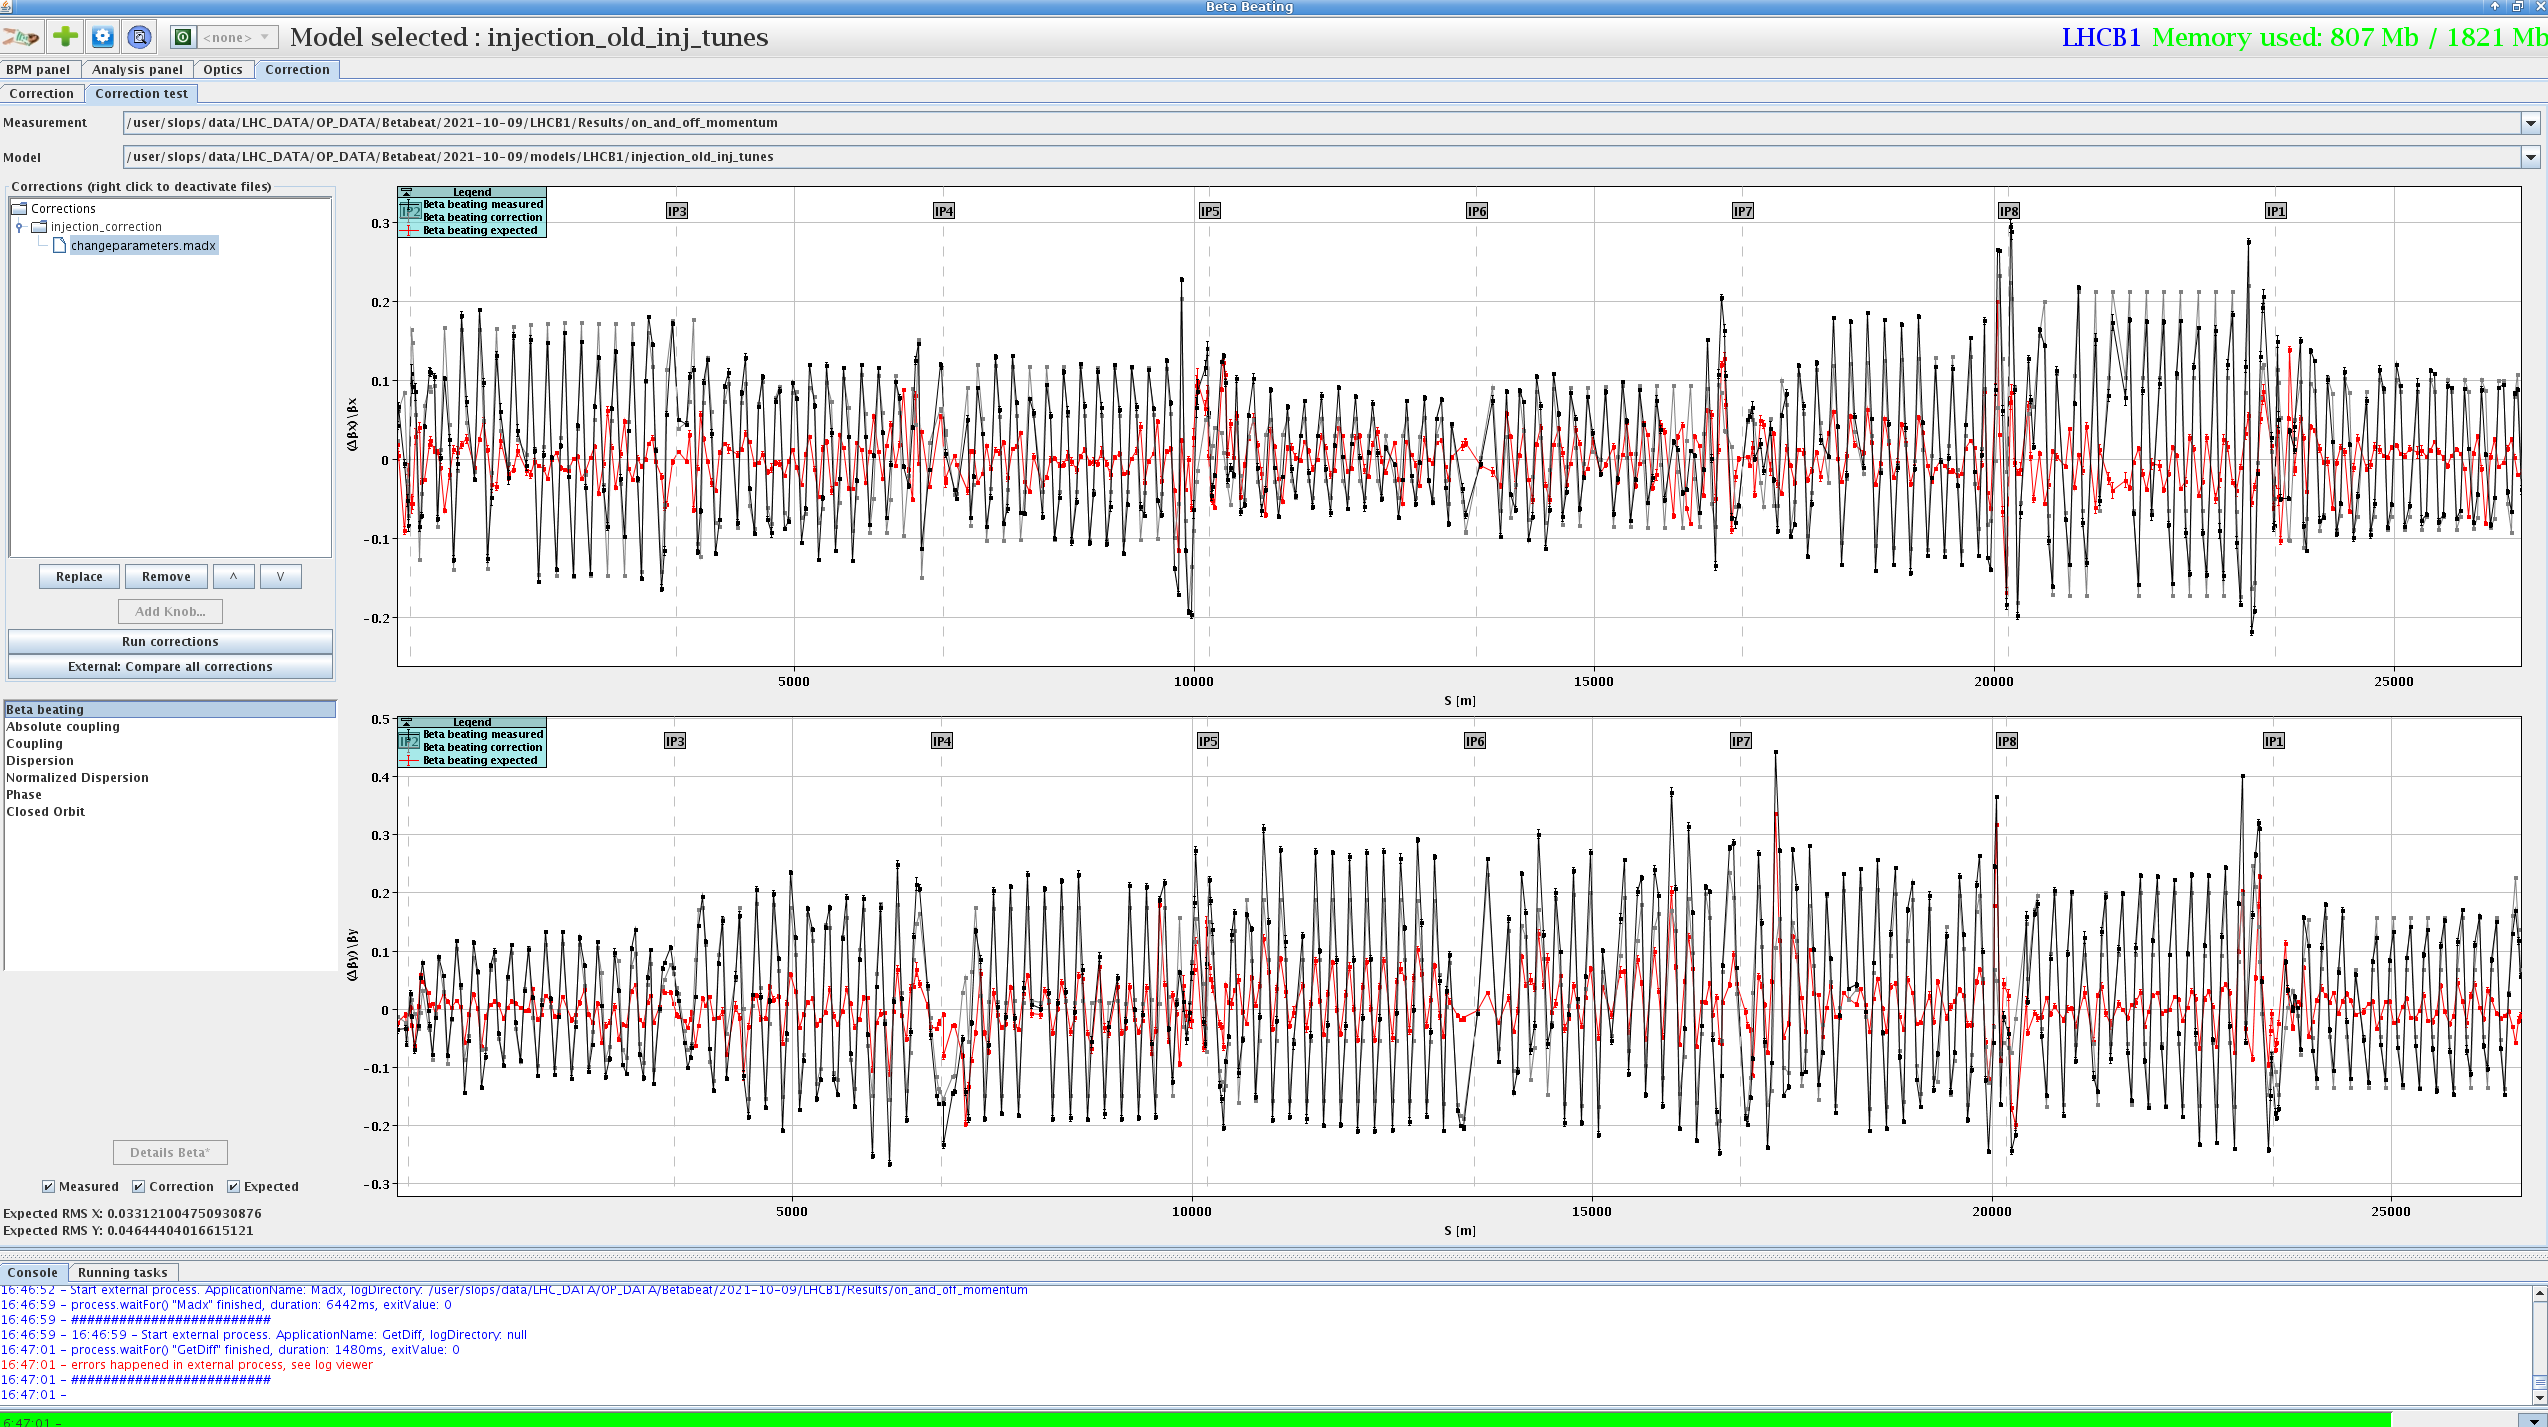 Beta Beating
<none>
Model selected : injection_old_inj_tunes
LHCB1 Memory used: 807 Mb / 1821 Mb
BPM panel Analysis panel Optics Correction
Correction Correction test
Measurement /user/slops/data/LHC_DATA/OP_DATA/Betabeat/2021-10-09/LHCB1/Results/on_and_off_momentum
Model /user/slops/data/LHC_DATA/OP_DATA/Betabeat/2021-10-09/models/LHCB1/injection_old_inj_tunes
Corrections (right click to deactivate files)
Corrections
injection_correction
changeparameters.madx
Replace Remove ^ V
Add Knob...
Run corrections
External: Compare all corrections
Beta beating
Absolute coupling
Coupling
Dispersion
Normalized Dispersion
Phase
Closed Orbit
Details Beta*
Measured Correction Expected
Expected RMS X: 0.033121004750930876
Expected RMS Y: 0.04644404016615121
Legend
Beta beating measured
Beta beating correction
Beta beating expected
IP2 IP3 IP4 IP5 IP6 IP7 IP8 IP1
0.3
0.2
0.1
0
-0.1
-0.2
(Δβx)\βx
5000 10000 15000 20000 25000
S [m]
Legend
Beta beating measured
Beta beating correction
Beta beating expected
IP2 IP3 IP4 IP5 IP6 IP7 IP8 IP1
0.5
0.4
0.3
0.2
0.1
0
-0.1
-0.2
-0.3
(Δβy)\βy
5000 10000 15000 20000 25000
S [m]
Console Running tasks
16:46:52 - Start external process. ApplicationName: Madx, logDirectory: /user/slops/data/LHC_DATA/OP_DATA/Betabeat/2021-10-09/LHCB1/Results/on_and_off_momentum
16:46:59 - process.waitFor() "Madx" finished, duration: 6442ms, exitValue: 0
16:46:59 - #########################
16:46:59 - 16:46:59 - Start external process. ApplicationName: GetDiff, logDirectory: null
16:47:01 - process.waitFor() "GetDiff" finished, duration: 1480ms, exitValue: 0
16:47:01 - errors happened in external process, see log viewer
16:47:01 - #########################
16:47:01 -
6:47:01 -